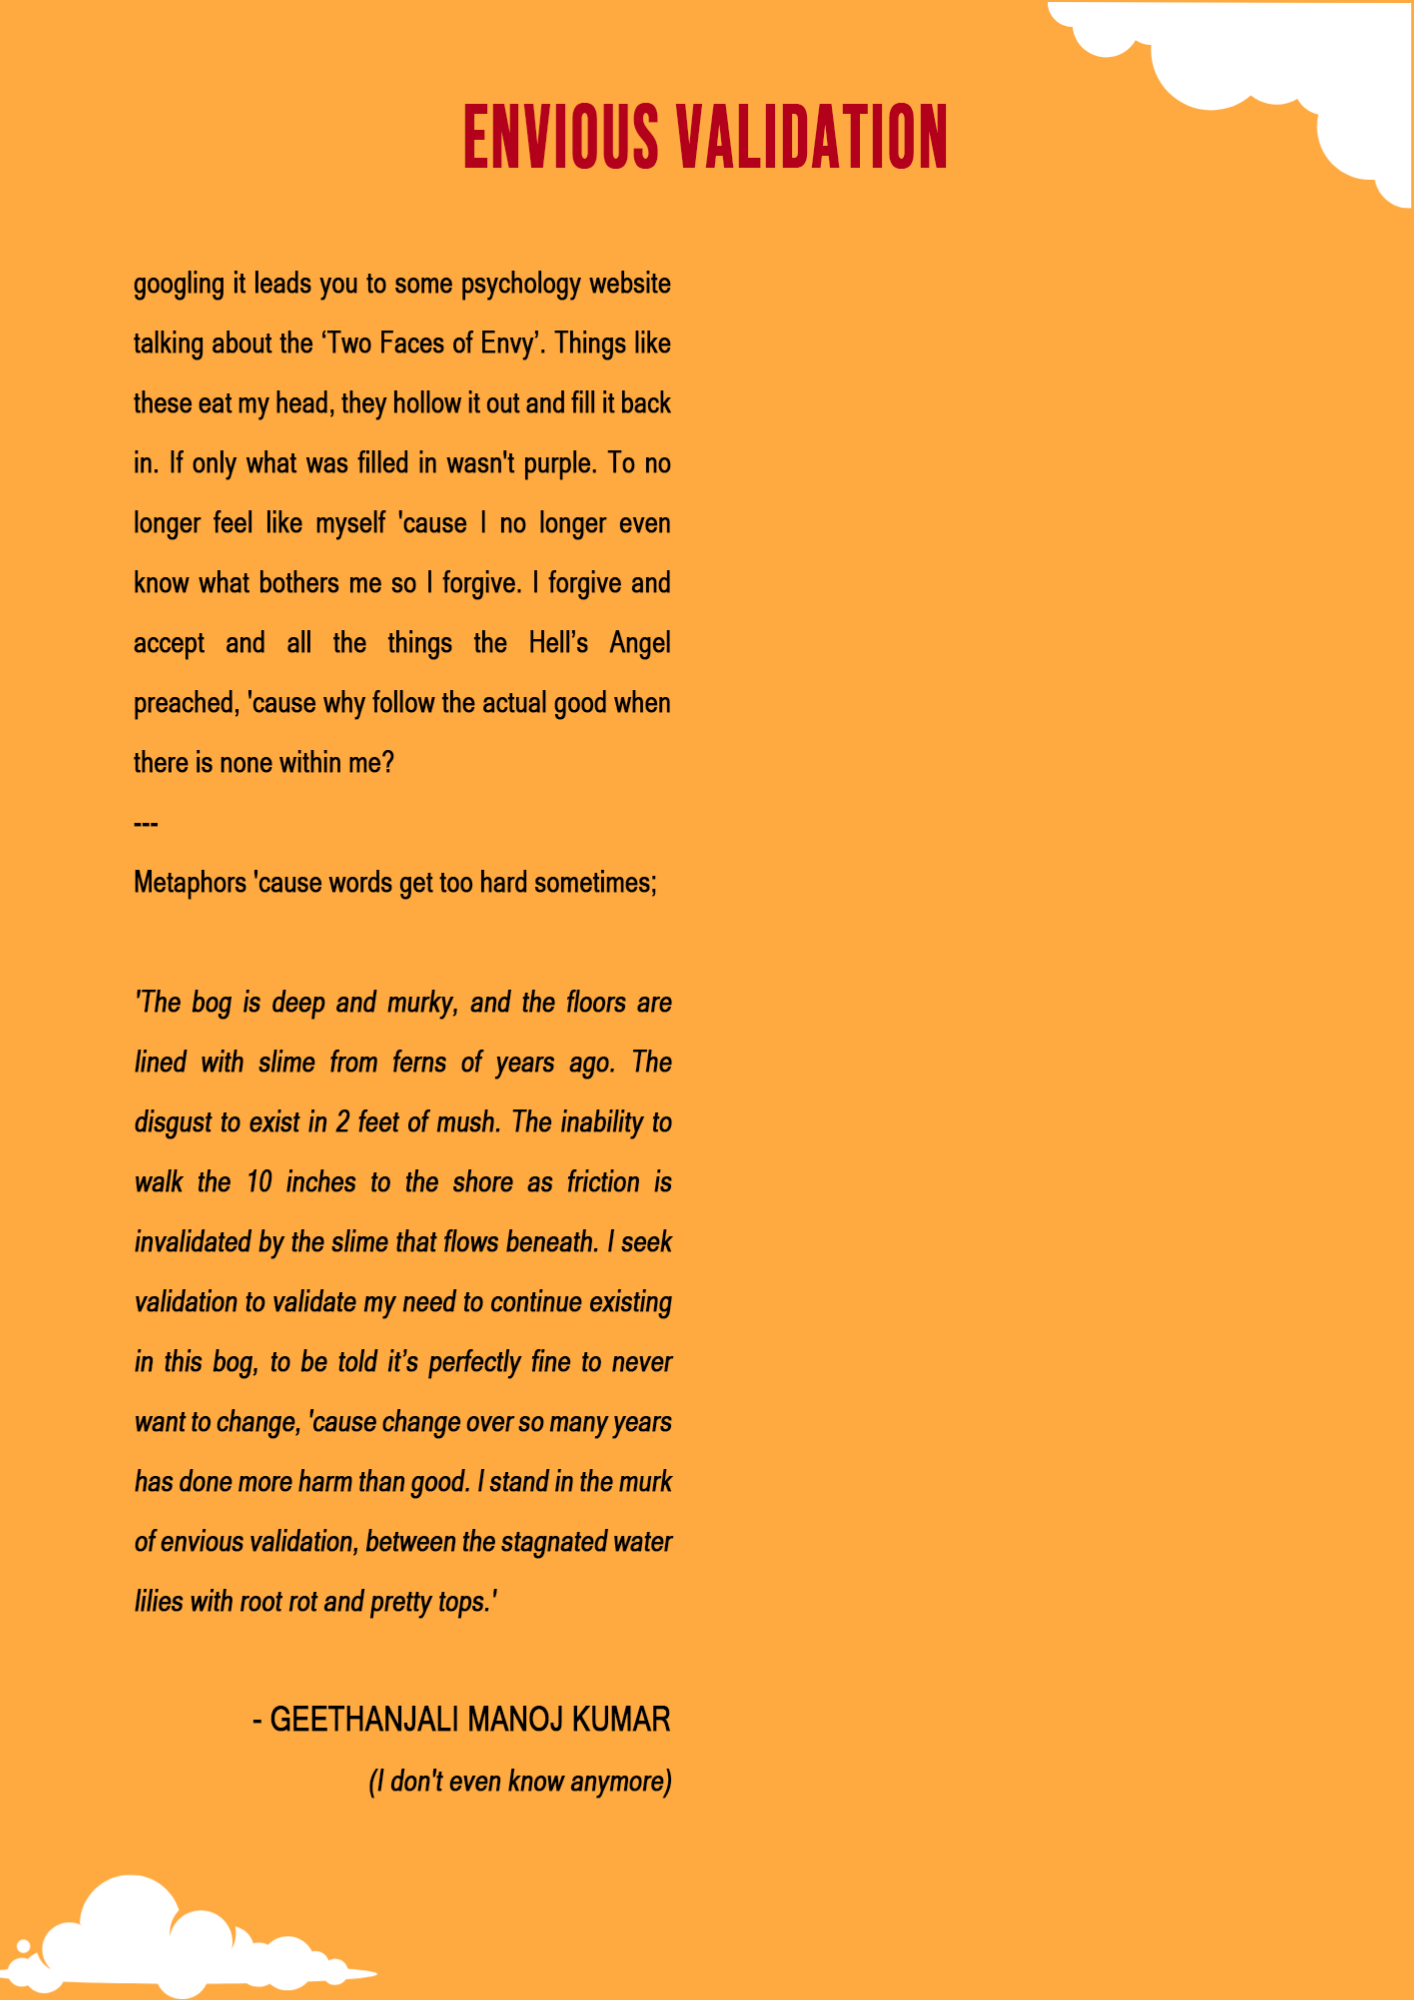 ENVIOUS VALIDATION
googling it leads you to some psychology website
talking about the ‘Two Faces of Envy’. Things like
these eat my head, they hollow it out and fill it back
in. If only what was filled in wasn't purple. To no
longer feel like myself 'cause I no longer even
know what bothers me so I forgive. I forgive and
accept and all the things the Hell’s Angel
preached, 'cause why follow the actual good when
there is none within me?
---
Metaphors 'cause words get too hard sometimes;
'The bog is deep and murky, and the floors are
lined with slime from ferns of years ago. The
disgust to exist in 2 feet of mush. The inability to
walk the 10 inches to the shore as friction is
invalidated by the slime that flows beneath. I seek
validation to validate my need to continue existing
in this bog, to be told it’s perfectly fine to never
want to change, 'cause change over so many years
has done more harm than good. I stand in the murk
of envious validation, between the stagnated water
lilies with root rot and pretty tops.'
- GEETHANJALI MANOJ KUMAR
(I don't even know anymore)